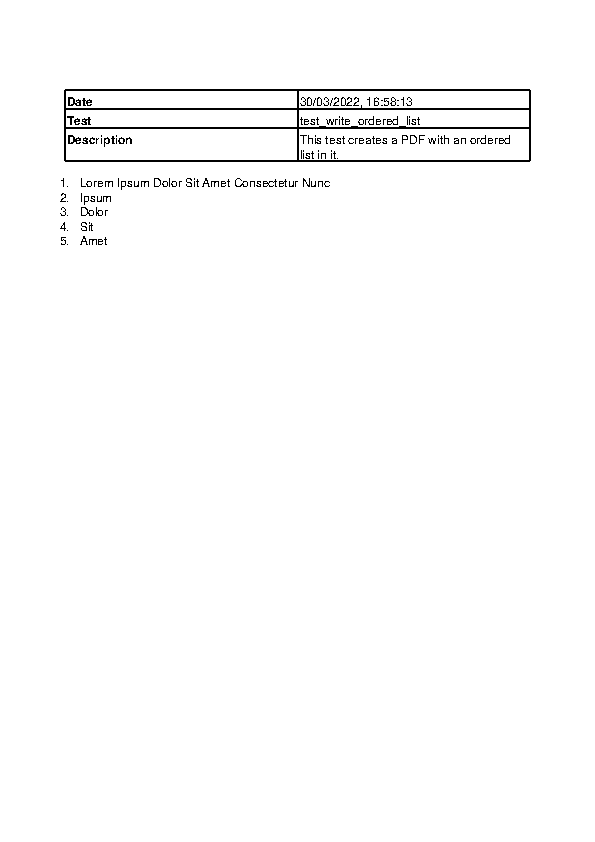 Date 30/03/2022, 16:58:13
Test test_write_ordered_list
Description This test creates a PDF with an ordered
list in it.
1. Lorem Ipsum Dolor Sit Amet Consectetur Nunc
2. Ipsum
3. Dolor
4. Sit
5. Amet